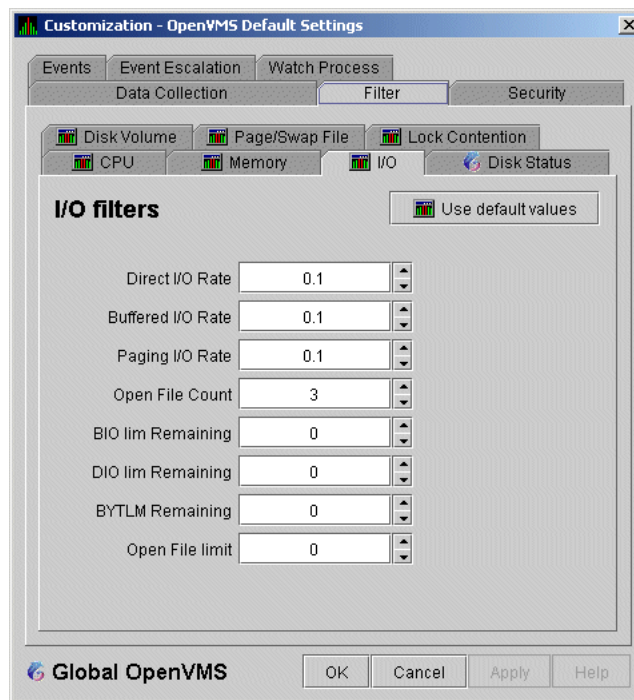 Customization - OpenVMS Default Settings
Events Event Escalation Watch Process
Data Collection Filter Security
Disk Volume Page/Swap File Lock Contention
CPU Memory I/O Disk Status
I/O filters Use default values
Direct I/O Rate 0.1
Buffered I/O Rate 0.1
Paging I/O Rate 0.1
Open File Count 3
BIO lim Remaining 0
DIO lim Remaining 0
BYTLM Remaining 0
Open File limit 0
Global OpenVMS OK Cancel Apply Help